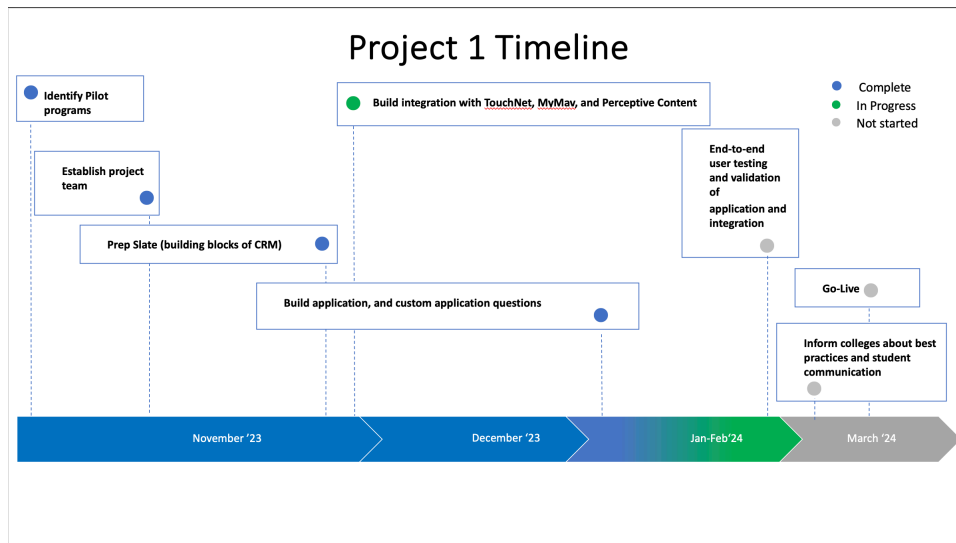 Project 1 Timeline
Identify Pilot
programs
Build integration with TouchNet, MyMav, and Perceptive Content
Complete
In Progress
Not started
Establish project
team
End-to-end
user testing
and validation
of
application and
integration
Prep Slate (building blocks of CRM)
Build application, and custom application questions
Go-Live
Inform colleges about best
practices and student
communication
November ‘23
December ‘23
Jan-Feb‘24
March ‘24